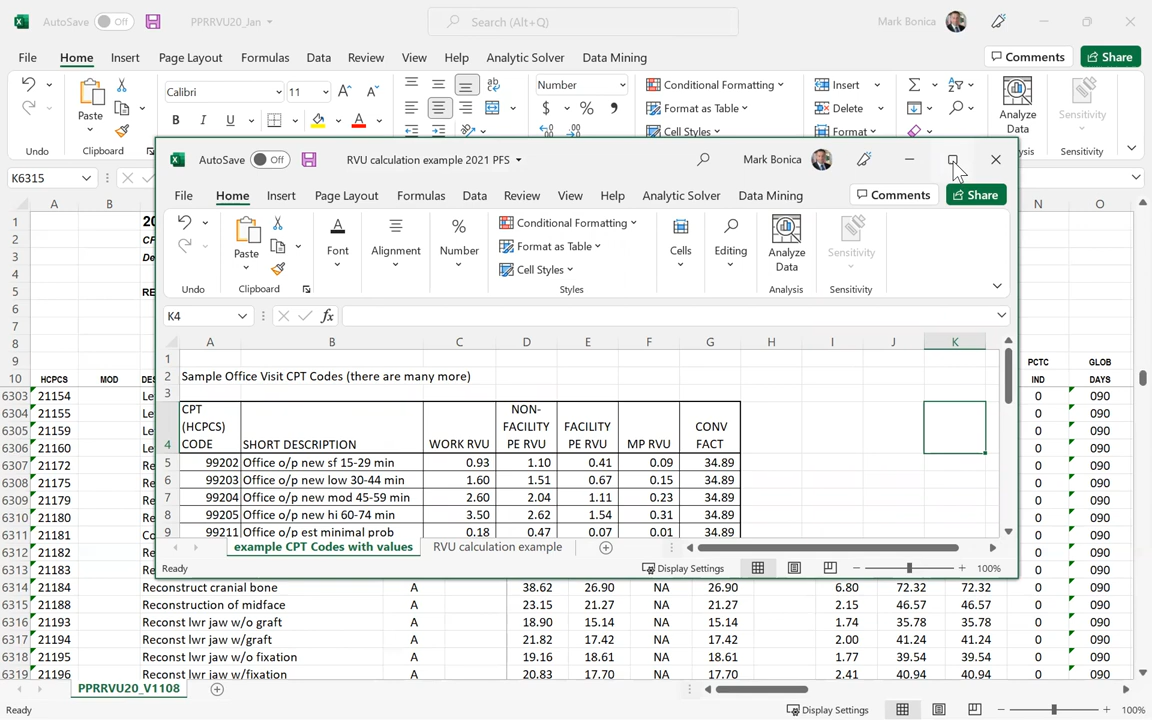 AutoSave Off PPRRVU20_Jan Search (Alt+Q) Mark Bonica
File Home Insert Page Layout Formulas Data Review View Help Analytic Solver Data Mining Comments Share
Paste Calibri 11 Number Conditional Formatting Insert Analyze Data Sensitivity
B I U $ % Format as Table Delete
Cell Styles Format
Undo Clipboard sis Sensitivity
K6315
A B N O
1
2
3
4
5
6
7
8
9 PCTC GLOB
10 HCPCS MOD IND DAYS
6303 21154 0 090
6304 21155 0 090
6305 21159 0 090
6306 21160 0 090
6307 21172 0 090
6308 21175 0 090
6309 21179 0 090
6310 21180 0 090
6311 21181 0 090
6312 21182 0 090
6313 21183 0 090
AutoSave Off RVU calculation example 2021 PFS Mark Bonica
File Home Insert Page Layout Formulas Data Review View Help Analytic Solver Data Mining Comments Share
Paste Font Alignment Number Conditional Formatting Cells Editing Analyze Data Sensitivity
Format as Table
Cell Styles
Undo Clipboard Styles Analysis Sensitivity
K4 fx
A B C D E F G H I J K
1
2 Sample Office Visit CPT Codes (there are many more)
3
4 CPT (HCPCS) CODE SHORT DESCRIPTION WORK RVU NON-FACILITY PE RVU FACILITY PE RVU MP RVU CONV FACT
5 99202 Office o/p new sf 15-29 min 0.93 1.10 0.41 0.09 34.89
6 99203 Office o/p new low 30-44 min 1.60 1.51 0.67 0.15 34.89
7 99204 Office o/p new mod 45-59 min 2.60 2.04 1.11 0.23 34.89
8 99205 Office o/p new hi 60-74 min 3.50 2.62 1.54 0.31 34.89
9 99211 Office o/p est minimal prob 0.18 0.47 0.07 0.01 34.89
example CPT Codes with values RVU calculation example
Ready Display Settings 100%
6314 21184 Reconstruct cranial bone A 38.62 26.90 NA 26.90 6.80 72.32 72.32 0 090
6315 21188 Reconstruction of midface A 23.15 21.27 NA 21.27 2.15 46.57 46.57 0 090
6316 21193 Reconst lwr jaw w/o graft A 18.90 15.14 NA 15.14 1.74 35.78 35.78 0 090
6317 21194 Reconst lwr jaw w/graft A 21.82 17.42 NA 17.42 2.00 41.24 41.24 0 090
6318 21195 Reconst lwr jaw w/o fixation A 19.16 18.61 NA 18.61 1.77 39.54 39.54 0 090
6319 21196 Reconst lwr jaw w/fixation A 20.83 17.70 NA 17.70 2.41 40.94 40.94 0 090
PPRRVU20_V1108
Ready Display Settings 100%